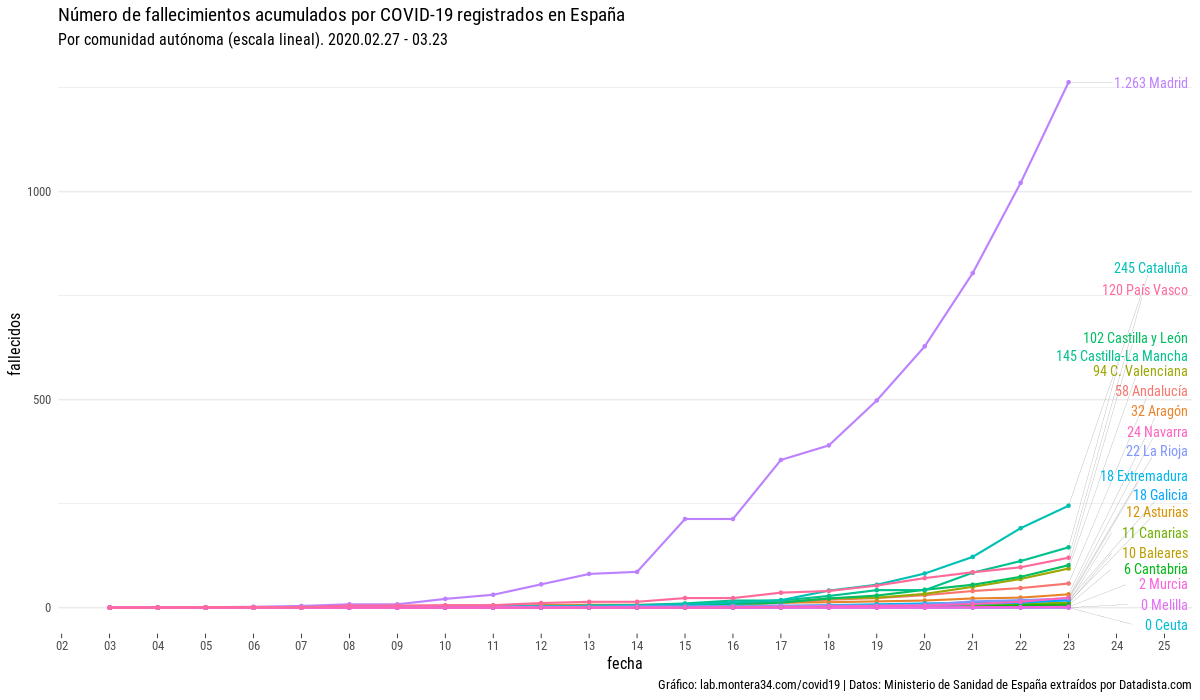 Número de fallecimientos acumulados por COVID-19 registrados en España
Por comunidad autónoma (escala lineal). 2020.02.27 - 03.23
1.263 Madrid
1000
245 Cataluña
120 País Vasco
102 Castilla y León
145 Castilla-La Mancha
94 C. Valenciana
58 Andalucía
500
32 Aragón
24 Navarra
22 La Rioja
18 Extremadura
18 Galicia
12 Asturias
11 Canarias
10 Baleares
6 Cantabria
2 Murcia
0
0 Melilla
0 Ceuta
fallecidos
02 03 04 05 06 07 08 09 10 11 12 13 14 15 16 17 18 19 20 21 22 23 24 25
fecha
Gráfico: lab.montera34.com/covid19 | Datos: Ministerio de Sanidad de España extraídos por Datadista.com